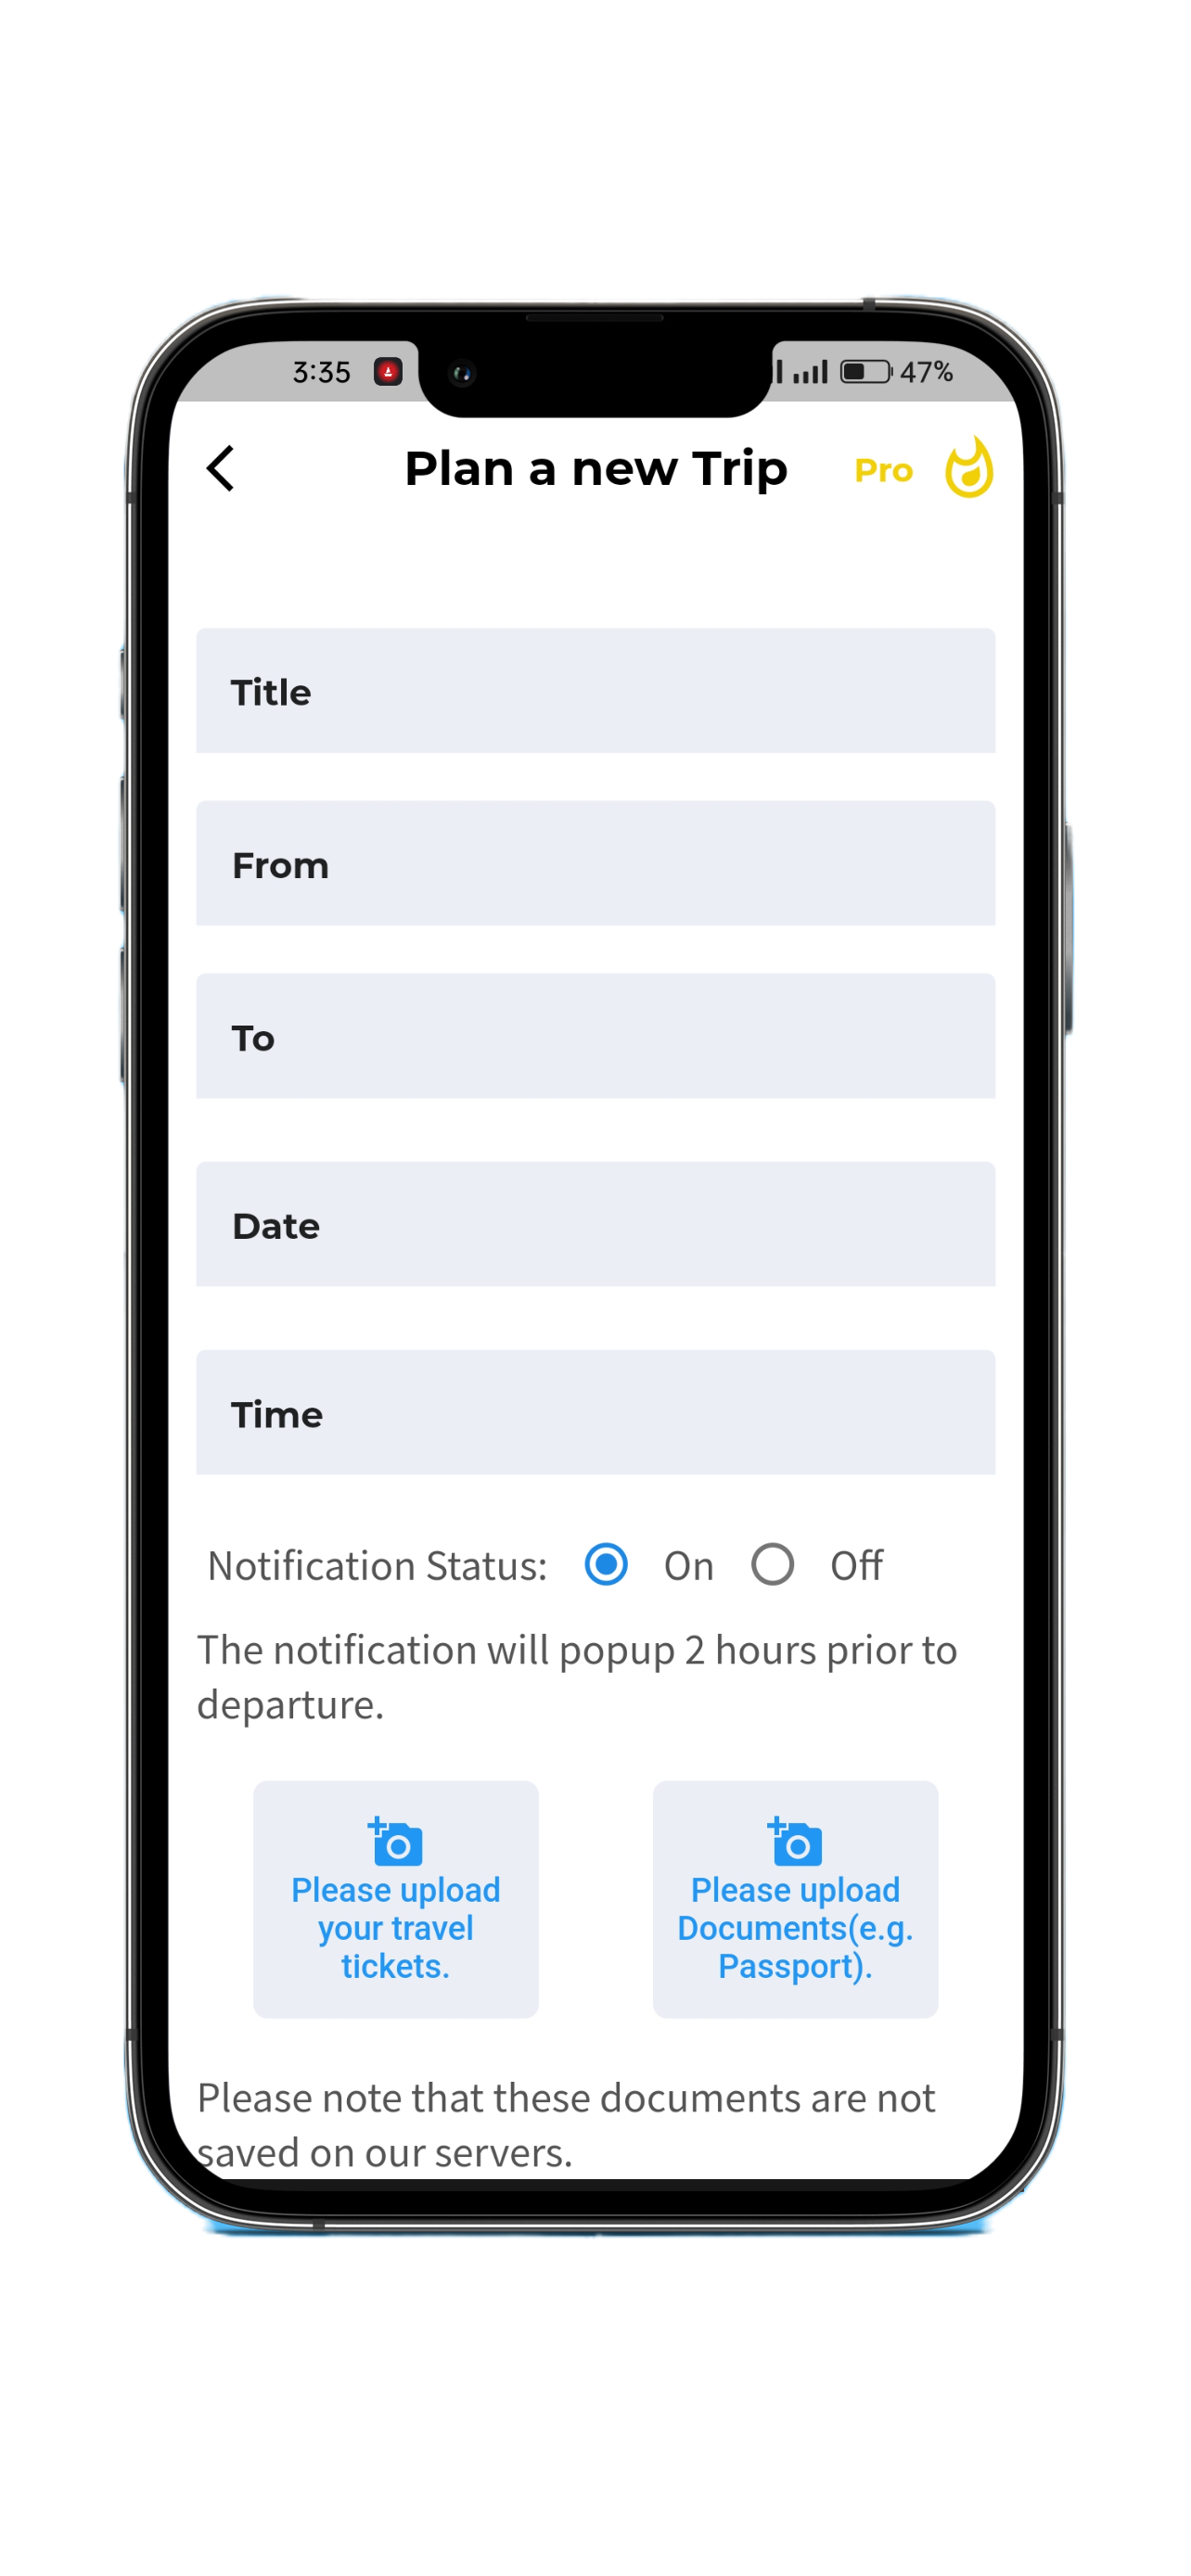 3:35 47%
Plan a new Trip Pro
Title
From
To
Date
Time
Notification Status: On Off
The notification will popup 2 hours prior to
departure.
Please upload
your travel
tickets.
Please upload
Documents(e.g.
Passport).
Please note that these documents are not
saved on our servers.